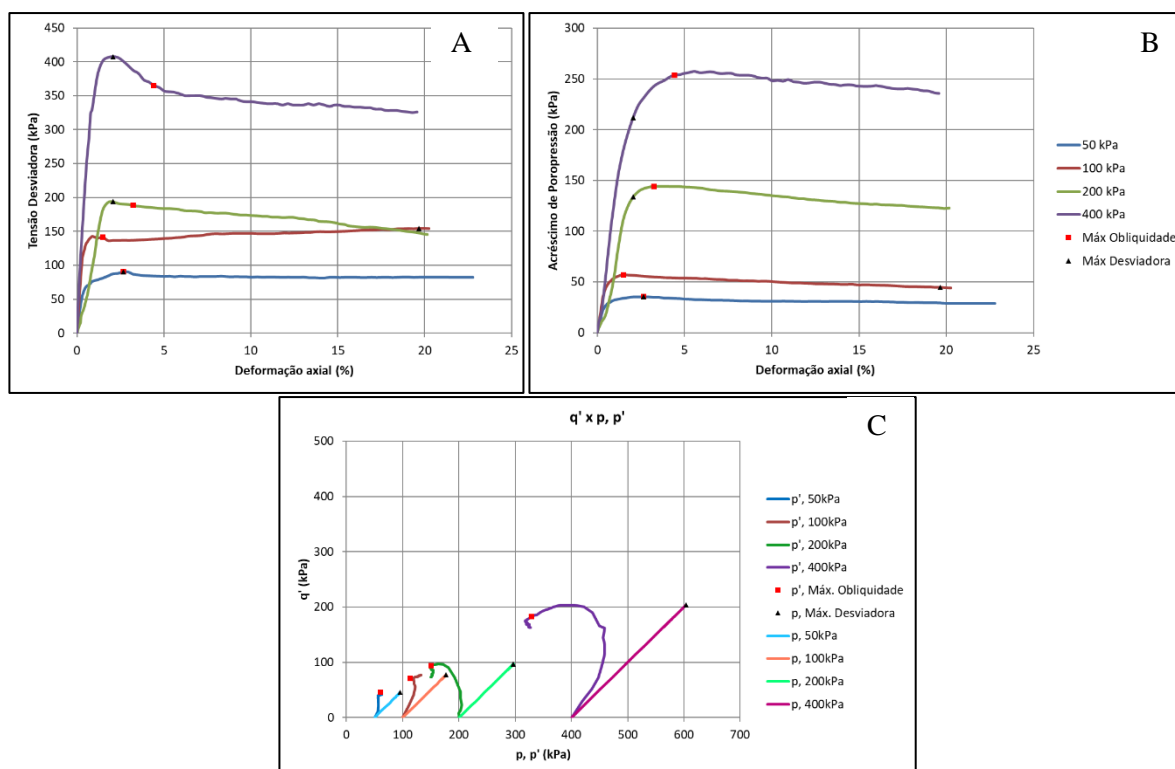 A
Tensão Desviadora (kPa)
450
400
350
300
250
200
150
100
50
0
0 5 10 15 20 25
Deformação axial (%)
B
Acréscimo de Poropressão (kPa)
300
250
200
150
100
50
0
0 5 10 15 20 25
Deformação axial (%)
50 kPa
100 kPa
200 kPa
400 kPa
Máx Obliquidade
Máx Desviadora
C
q' x p, p'
q' (kPa)
500
400
300
200
100
0
0 100 200 300 400 500 600 700
p, p' (kPa)
p', 50kPa
p', 100kPa
p', 200kPa
p', 400kPa
p', Máx. Obliquidade
p, Máx. Desviadora
p, 50kPa
p, 100kPa
p, 200kPa
p, 400kPa